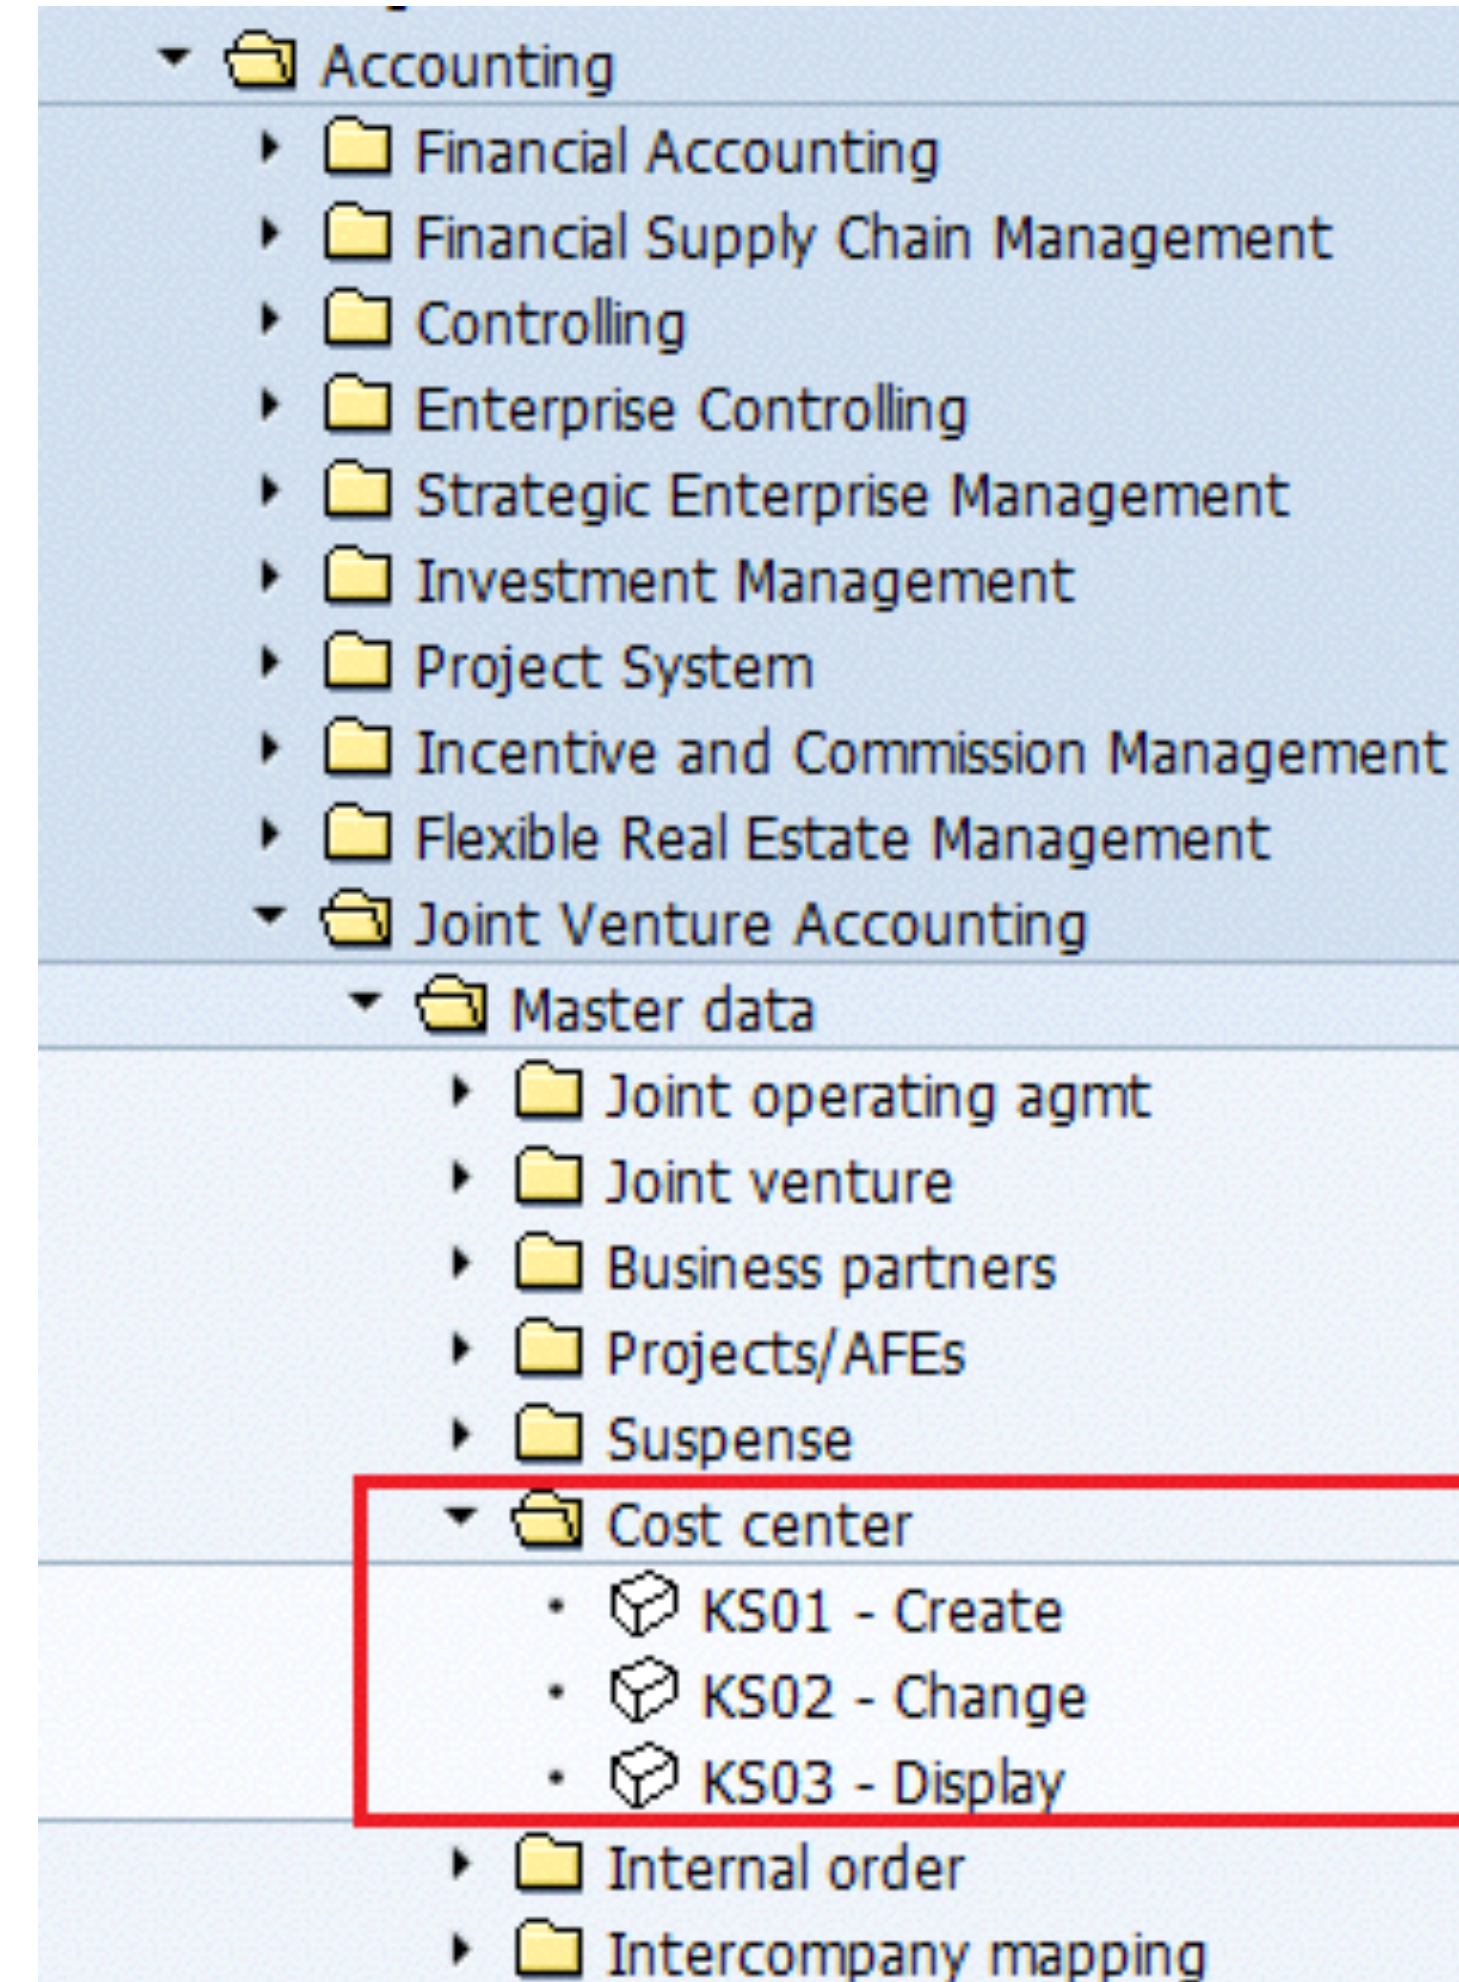 Accounting
Financial Accounting
Financial Supply Chain Management
Controlling
Enterprise Controlling
Strategic Enterprise Management
Investment Management
Project System
Incentive and Commission Management
Flexible Real Estate Management
Joint Venture Accounting
Master data
Joint operating agmt
Joint venture
Business partners
Projects/AFEs
Suspense
Cost center
KS01 - Create
KS02 - Change
KS03 - Display
Internal order
Intercompany mapping